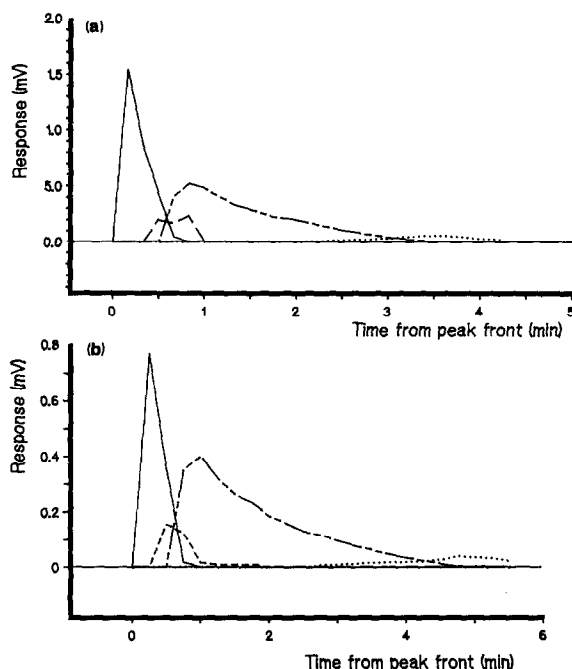 (a)
Response (mV)
2.0
1.5
1.0
5.0
0.0
0 1 2 3 4 5
Time from peak front (min)
(b)
Response (mV)
0.8
0.6
0.4
0.2
0
0 2 4 6
Time from peak front (min)